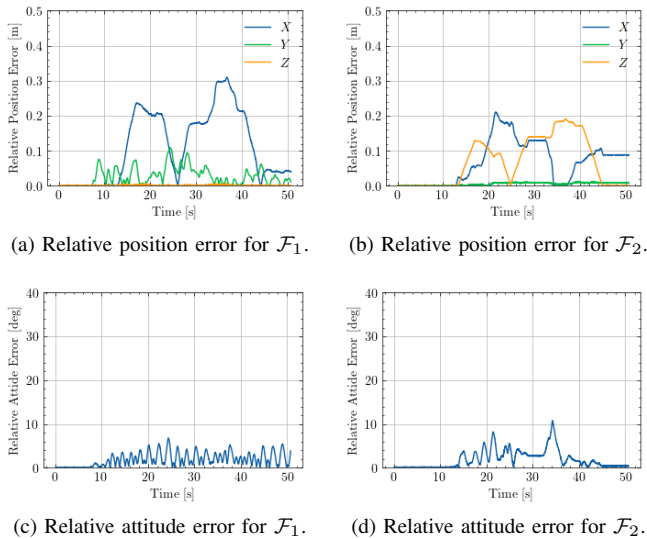 0.5
0.4
0.3
0.2
0.1
0.0
Relative Position Error [m]
X
Y
Z
0 10 20 30 40 50
Time [s]
(a) Relative position error for ℱ₁.
0.5
0.4
0.3
0.2
0.1
0.0
Relative Position Error [m]
X
Y
Z
0 10 20 30 40 50
Time [s]
(b) Relative position error for ℱ₂.
40
30
20
10
0
Relative Attide Error [deg]
0 10 20 30 40 50
Time [s]
(c) Relative attitude error for ℱ₁.
40
30
20
10
0
Relative Attide Error [deg]
0 10 20 30 40 50
Time [s]
(d) Relative attitude error for ℱ₂.